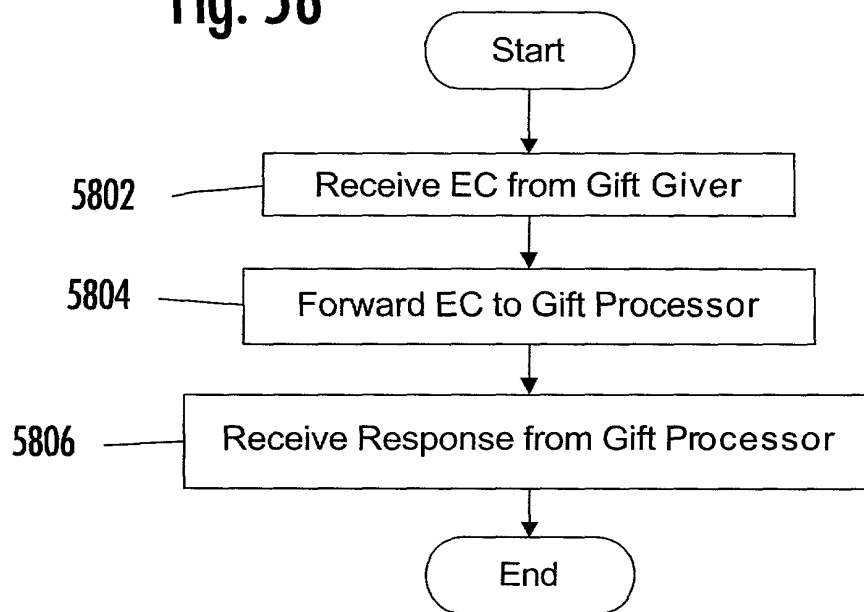 Fig. 58
Start
5802
Receive EC from Gift Giver
5804
Forward EC to Gift Processor
5806
Receive Response from Gift Processor
End